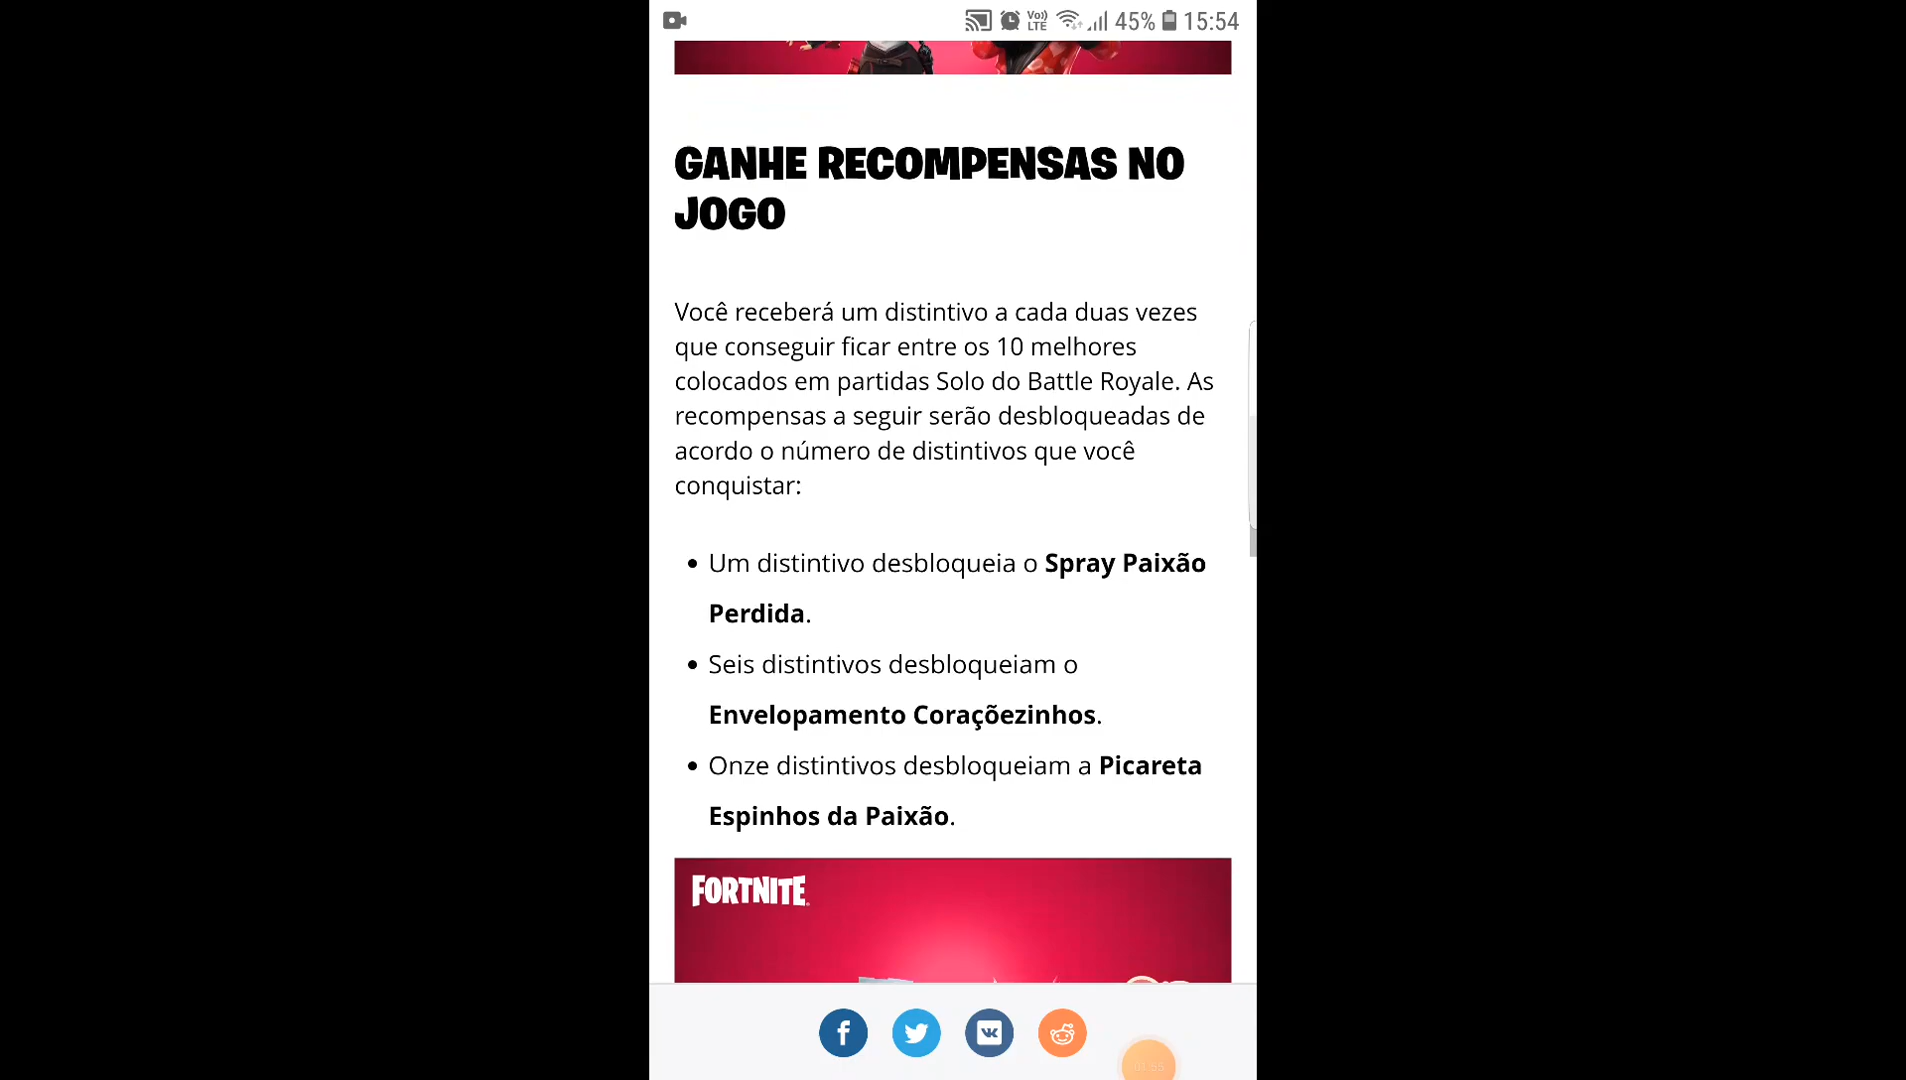 Vo)) LTE 45% 15:54
GANHE RECOMPENSAS NO
JOGO
Você receberá um distintivo a cada duas vezes
que conseguir ficar entre os 10 melhores
colocados em partidas Solo do Battle Royale. As
recompensas a seguir serão desbloqueadas de
acordo o número de distintivos que você
conquistar:
• Um distintivo desbloqueia o Spray Paixão
Perdida.
• Seis distintivos desbloqueiam o
Envelopamento Coraçõezinhos.
• Onze distintivos desbloqueiam a Picareta
Espinhos da Paixão.
FORTNITE